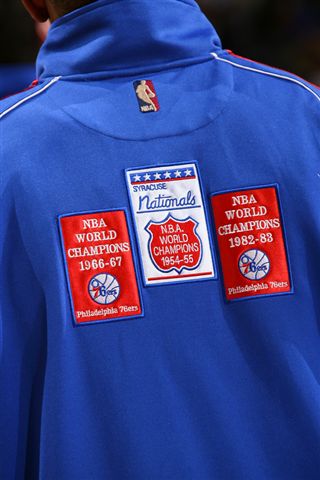 NBA
SYRACUSE
Nationals
N.B.A.
WORLD
CHAMPIONS
1954-55
NBA
WORLD
CHAMPIONS
1966-67
76ers
Philadelphia 76ers
NBA
WORLD
CHAMPIONS
1982-83
76ers
Philadelphia 76ers